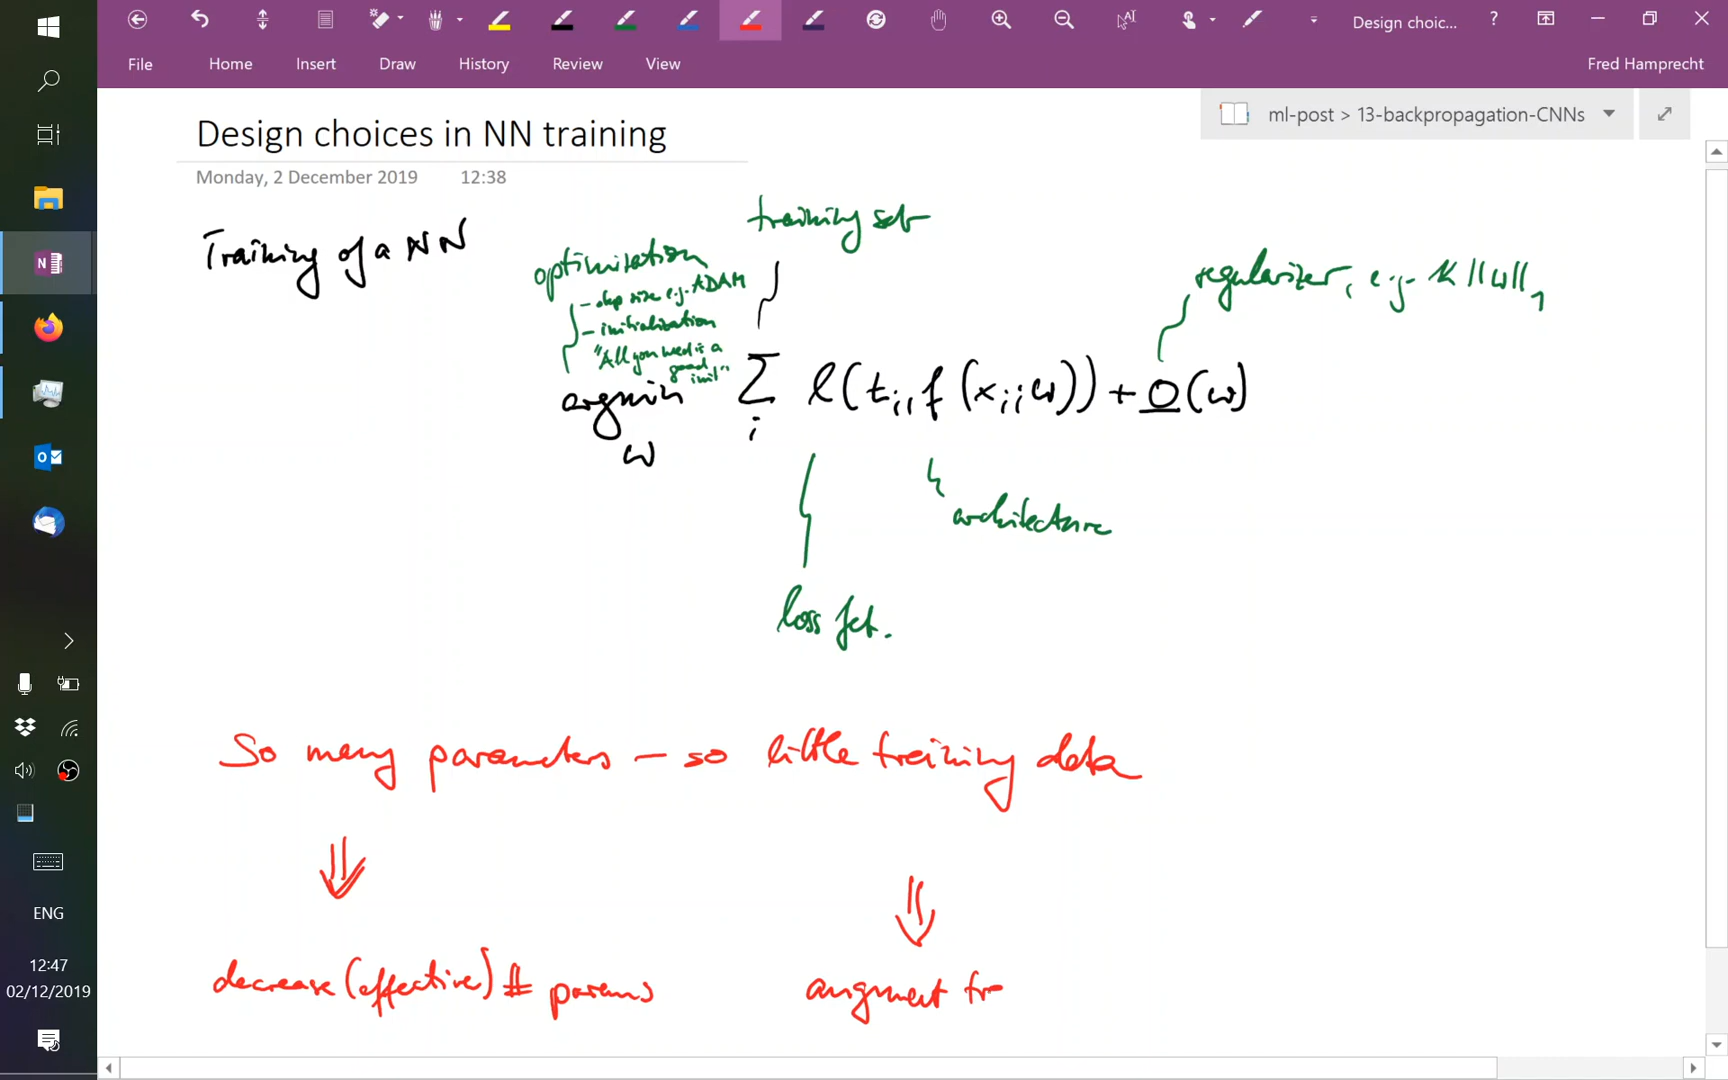 Design choic...
?
File Home Insert Draw History Review View
Fred Hamprecht
ml-post > 13-backpropagation-CNNs
Design choices in NN training
Monday, 2 December 2019 12:38
Training of a NN
training set
optimization
- step size e.g. ADAM
- initialization
"All you need is a
good
init"
regularizer, e.g. ||w||₁
argmin Σ l(tᵢ, f(xᵢ; w)) + Ω(w)
w i
architecture
loss fct.
So many parameters — so little training data
⇓ ⇓
decrease (effective) # params augment tr
ENG
12:47
02/12/2019